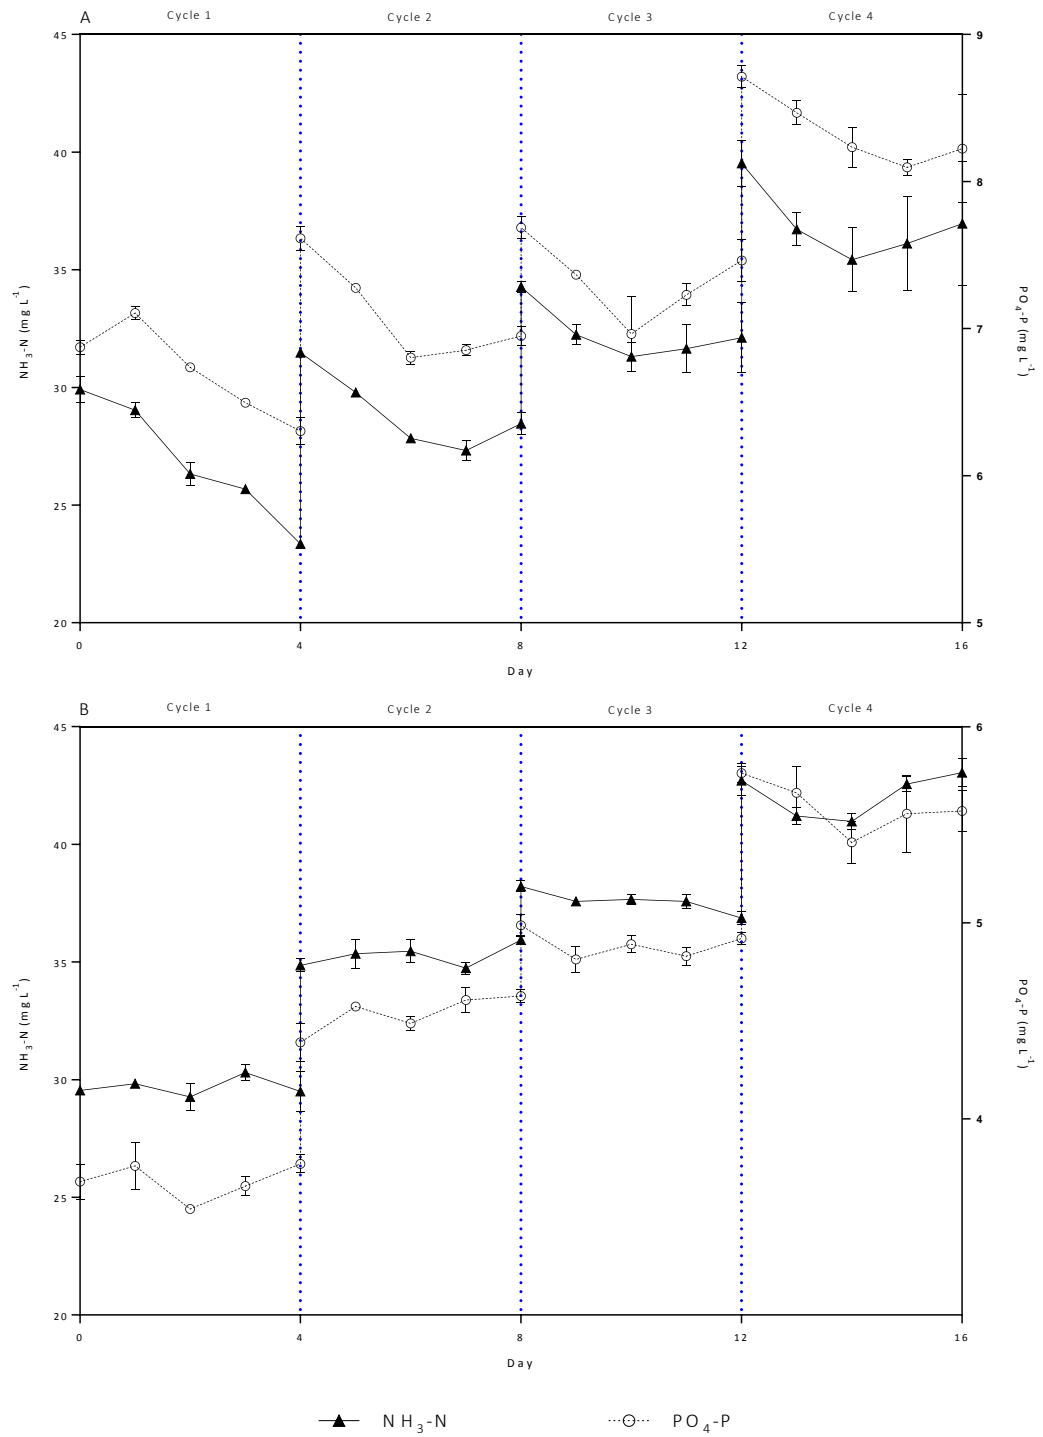 A
Cycle 1 Cycle 2 Cycle 3 Cycle 4
45 9
40
8
35
7
30
6
25
20 5
NH3-N (mg L-1)
PO4-P (mg L-1)
0 4 8 12 16
Day
B
Cycle 1 Cycle 2 Cycle 3 Cycle 4
45 6
40
5
35
30
4
25
20
NH3-N (mg L-1)
PO4-P (mg L-1)
0 4 8 12 16
Day
NH3-N PO4-P